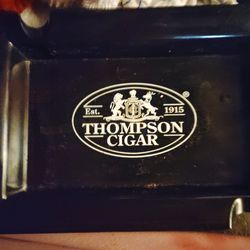 Est. 1915
THOMPSON
CIGAR
®